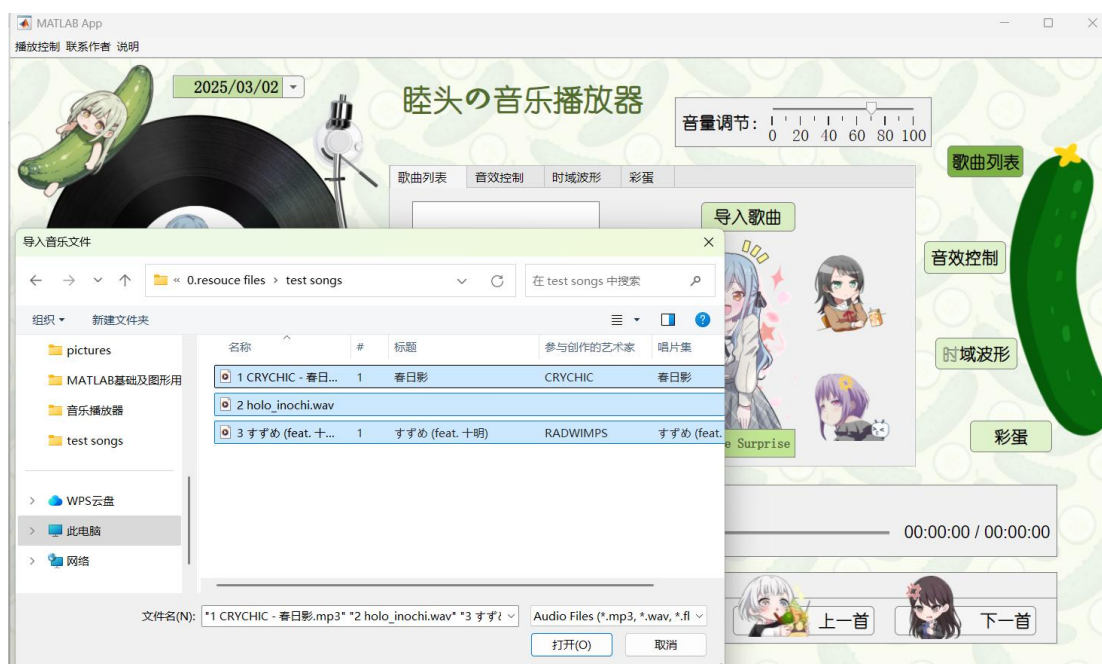 MATLAB App
播放控制 联系作者 说明
2025/03/02
睦头の音乐播放器
音量调节:
0 20 40 60 80 100
歌曲列表
歌曲列表 音效控制 时域波形 彩蛋
导入歌曲
导入音乐文件
音效控制
« 0.resouce files > test songs
在 test songs 中搜索
组织 新建文件夹
pictures
名称 # 标题 参与创作的艺术家 唱片集
时域波形
MATLAB基础及图形用
1 CRYCHIC - 春日... 1 春日影 CRYCHIC 春日影
音乐播放器
2 holo_inochi.wav
test songs
3 すずめ (feat. 十... 1 すずめ (feat. 十明) RADWIMPS すずめ (feat.
e Surprise
彩蛋
WPS云盘
此电脑
00:00:00 / 00:00:00
网络
文件名(N): "1 CRYCHIC - 春日影.mp3" "2 holo_inochi.wav" "3 すずめ Audio Files (*.mp3, *.wav, *.fl
上一首 下一首
打开(O) 取消